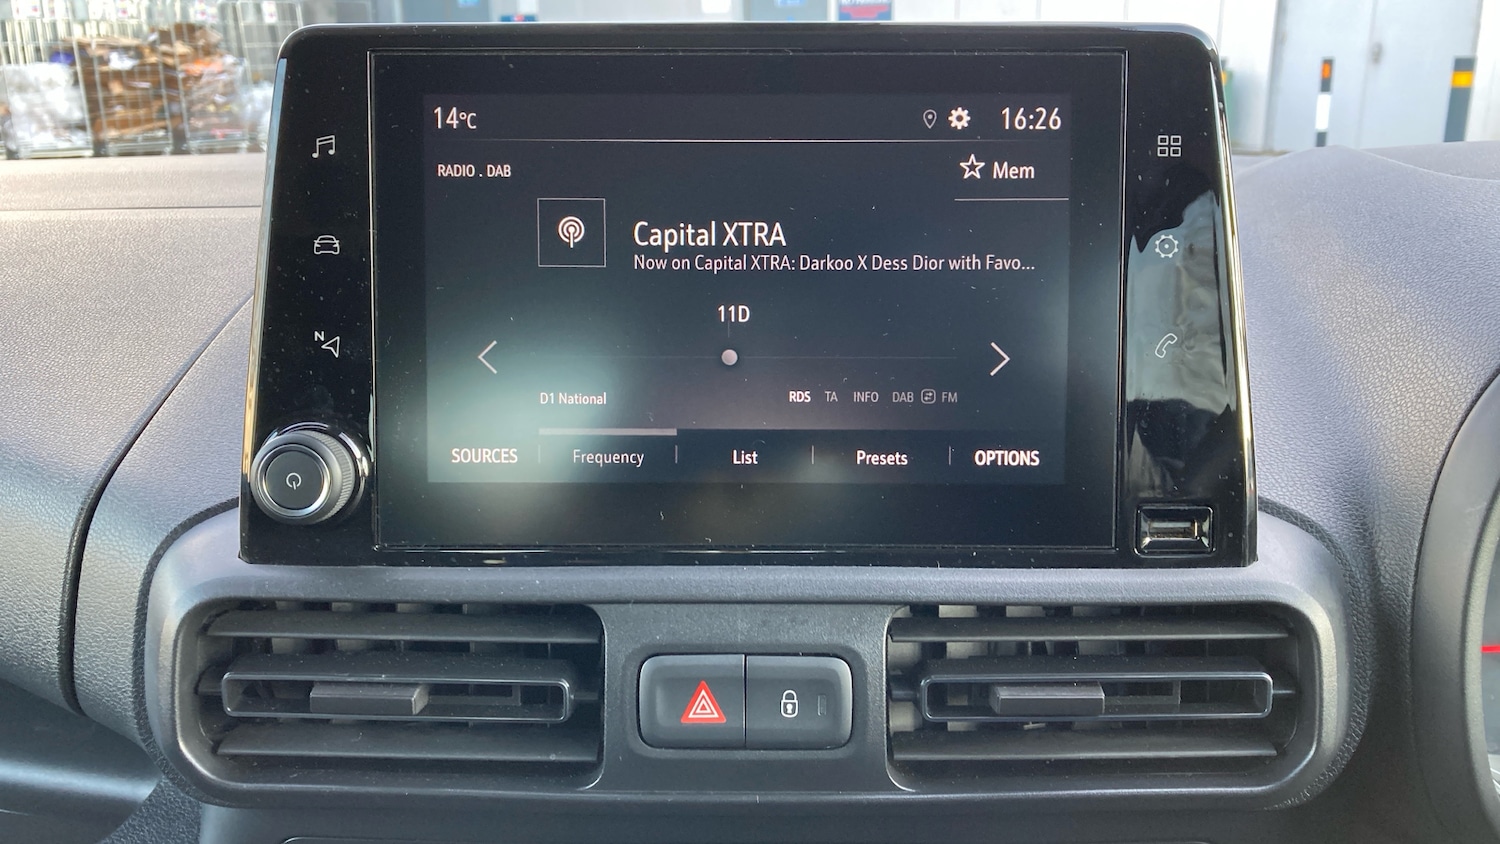 14°C
16:26
RADIO . DAB
Mem
Capital XTRA
Now on Capital XTRA: Darkoo X Dess Dior with Favo...
11D
N
D1 National
RDS TA INFO DAB FM
SOURCES Frequency List Presets OPTIONS